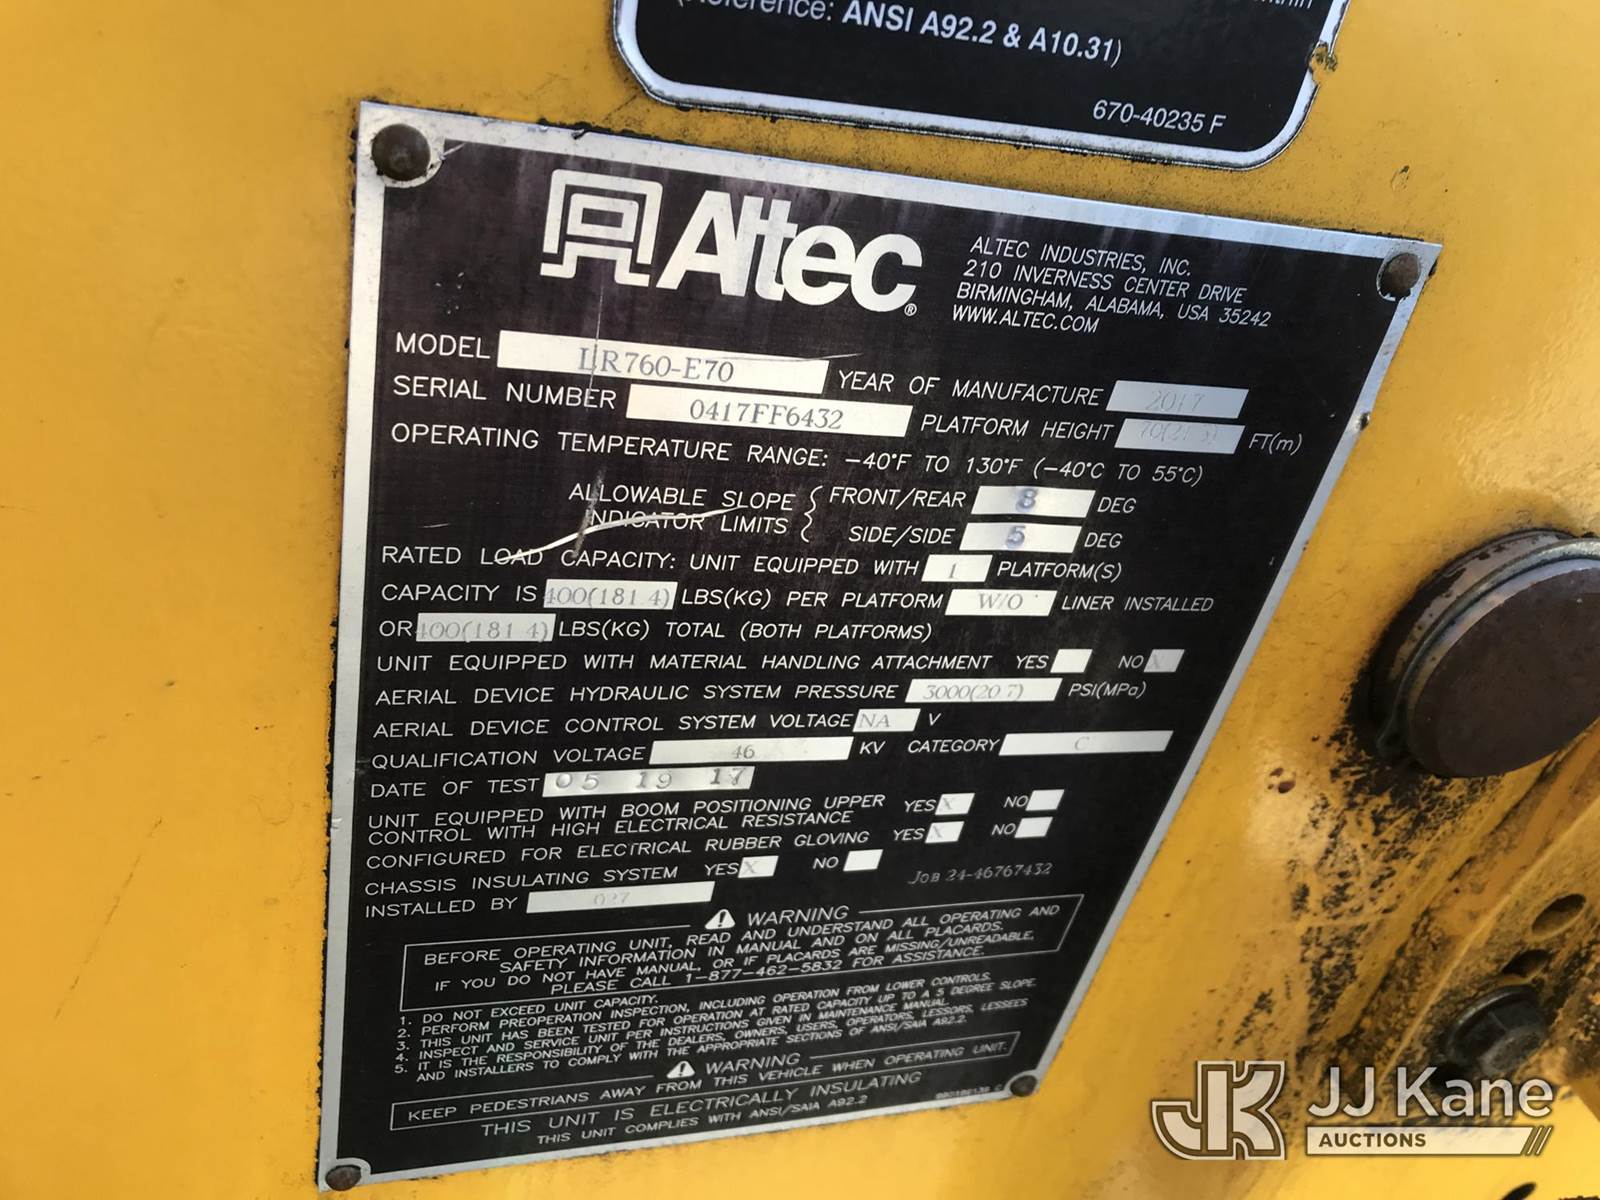 (Reference: ANSI A92.2 & A10.31)
670-40235 F
Altec®
ALTEC INDUSTRIES, INC.
210 INVERNESS CENTER DRIVE
BIRMINGHAM, ALABAMA, USA 35242
WWW.ALTEC.COM
MODEL LR760-E70 YEAR OF MANUFACTURE 2017
SERIAL NUMBER 0417FF6432 PLATFORM HEIGHT FT(m)
OPERATING TEMPERATURE RANGE: -40°F TO 130°F (-40°C TO 55°C)
ALLOWABLE SLOPE INDICATOR LIMITS { FRONT/REAR 8 DEG
SIDE/SIDE 5 DEG
RATED LOAD CAPACITY: UNIT EQUIPPED WITH 1 PLATFORM(S)
CAPACITY IS 400(181.4) LBS(KG) PER PLATFORM W/O LINER INSTALLED
OR 400(181.4) LBS(KG) TOTAL (BOTH PLATFORMS)
UNIT EQUIPPED WITH MATERIAL HANDLING ATTACHMENT YES NO X
AERIAL DEVICE HYDRAULIC SYSTEM PRESSURE 3000(20.7) PSI(MPa)
AERIAL DEVICE CONTROL SYSTEM VOLTAGE NA V
QUALIFICATION VOLTAGE 46 KV CATEGORY C
DATE OF TEST 05 19 17
UNIT EQUIPPED WITH BOOM POSITIONING UPPER YES X NO
CONTROL WITH HIGH ELECTRICAL RESISTANCE
CONFIGURED FOR ELECTRICAL RUBBER GLOVING YES X NO
CHASSIS INSULATING SYSTEM YES X NO
INSTALLED BY
JOB 24-46767432
WARNING
BEFORE OPERATING UNIT, READ AND UNDERSTAND ALL OPERATING AND
SAFETY INFORMATION IN MANUAL AND ON ALL PLACARDS.
IF YOU DO NOT HAVE MANUAL, OR IF PLACARDS ARE MISSING/UNREADABLE,
PLEASE CALL 1-877-462-5832 FOR ASSISTANCE.
1. DO NOT EXCEED UNIT CAPACITY.
2. PERFORM PREOPERATION INSPECTION, INCLUDING OPERATION FROM LOWER CONTROLS.
3. THIS UNIT HAS BEEN TESTED FOR OPERATION AT RATED CAPACITY UP TO A 5 DEGREE SLOPE.
4. INSPECT AND SERVICE UNIT PER INSTRUCTIONS GIVEN IN MAINTENANCE MANUAL.
5. IT IS THE RESPONSIBILITY OF THE DEALERS, OWNERS, USERS, OPERATORS, LESSORS, LESSEES
AND INSTALLERS TO COMPLY WITH THE APPROPRIATE SECTIONS OF ANSI/SAIA A92.2.
WARNING
KEEP PEDESTRIANS AWAY FROM THIS VEHICLE WHEN OPERATING UNIT.
THIS UNIT IS ELECTRICALLY INSULATING
THIS UNIT COMPLIES WITH ANSI/SAIA A92.2
JJ Kane
AUCTIONS